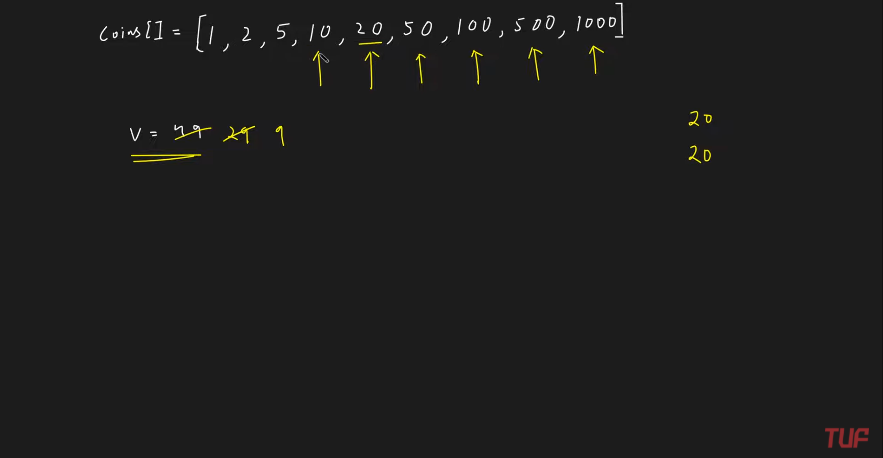 Coins[] = [1, 2, 5, 10, 20, 50, 100, 500, 1000]
V = 49 29 9
20
20
TUF